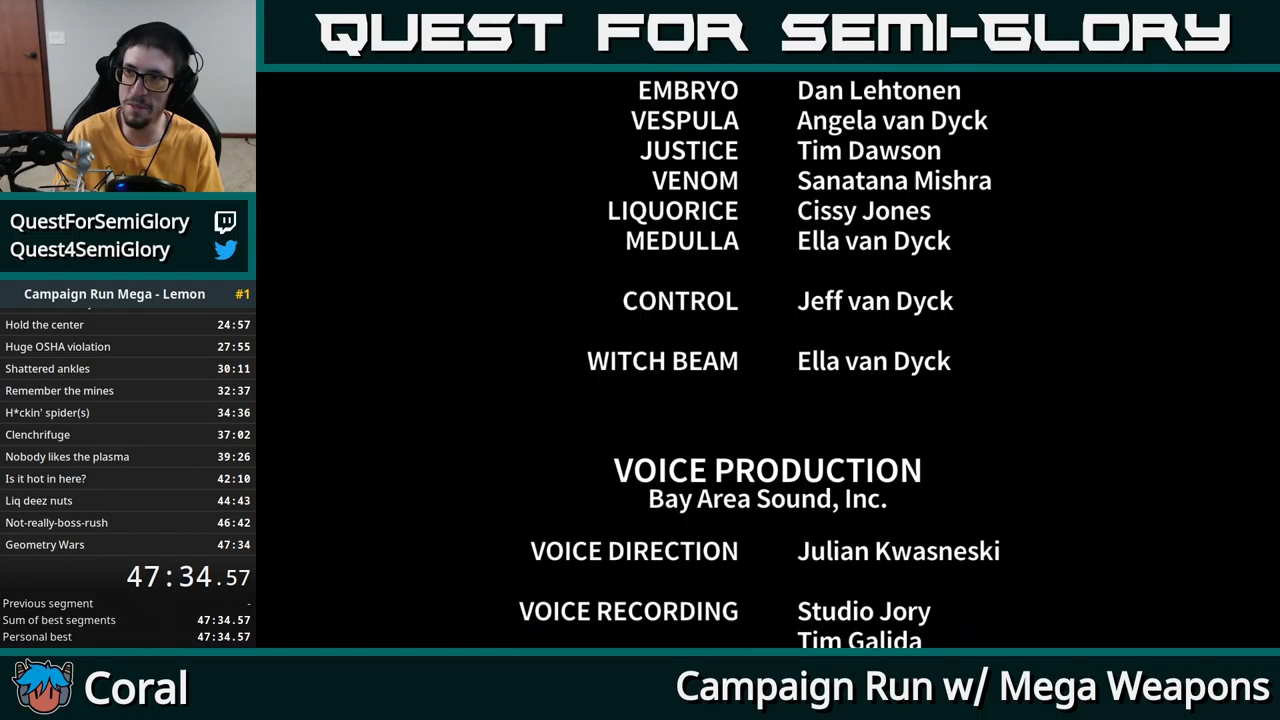 QUEST FOR SEMI-GLORY
EMBRYO Dan Lehtonen
VESPULA Angela van Dyck
JUSTICE Tim Dawson
VENOM Sanatana Mishra
LIQUORICE Cissy Jones
MEDULLA Ella van Dyck
CONTROL Jeff van Dyck
WITCH BEAM Ella van Dyck
VOICE PRODUCTION
Bay Area Sound, Inc.
VOICE DIRECTION Julian Kwasneski
VOICE RECORDING Studio Jory
Tim Galida
QuestForSemiGlory
Quest4SemiGlory
Campaign Run Mega - Lemon #1
Hold the center 24:57
Huge OSHA violation 27:55
Shattered ankles 30:11
Remember the mines 32:37
H*ckin' spider(s) 34:36
Clenchrifuge 37:02
Nobody likes the plasma 39:26
Is it hot in here? 42:10
Liq deez nuts 44:43
Not-really-boss-rush 46:42
Geometry Wars 47:34
47:34.57
Previous segment -
Sum of best segments 47:34.57
Personal best 47:34.57
Coral
Campaign Run w/ Mega Weapons